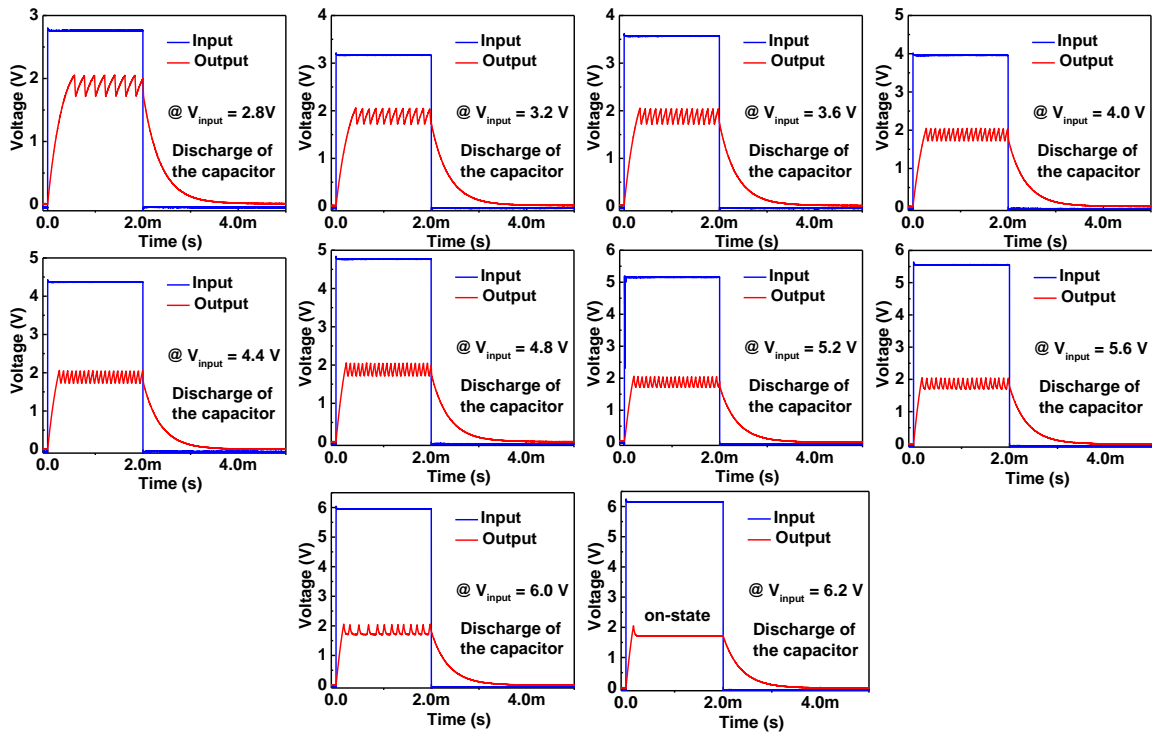 3
2
1
0
Voltage (V)
Input
Output
@ V_input = 2.8V
Discharge of
the capacitor
0.0
2.0m
4.0m
Time (s)
4
3
2
1
0
Voltage (V)
Input
Output
@ V_input = 3.2 V
Discharge of
the capacitor
0.0
2.0m
4.0m
Time (s)
4
3
2
1
0
Voltage (V)
Input
Output
@ V_input = 3.6 V
Discharge of
the capacitor
0.0
2.0m
4.0m
Time (s)
5
4
3
2
1
0
Voltage (V)
Input
Output
@ V_input = 4.0 V
Discharge of
the capacitor
0.0
2.0m
4.0m
Time (s)
5
4
3
2
1
0
Voltage (V)
Input
Output
@ V_input = 4.4 V
Discharge of
the capacitor
0.0
2.0m
4.0m
Time (s)
5
4
3
2
1
0
Voltage (V)
Input
Output
@ V_input = 4.8 V
Discharge of
the capacitor
0.0
2.0m
4.0m
Time (s)
6
5
4
3
2
1
0
Voltage (V)
Input
Output
@ V_input = 5.2 V
Discharge of
the capacitor
0.0
2.0m
4.0m
Time (s)
6
5
4
3
2
1
0
Voltage (V)
Input
Output
@ V_input = 5.6 V
Discharge of
the capacitor
0.0
2.0m
4.0m
Time (s)
6
5
4
3
2
1
0
Voltage (V)
Input
Output
@ V_input = 6.0 V
Discharge of
the capacitor
0.0
2.0m
4.0m
Time (s)
6
5
4
3
2
1
0
Voltage (V)
Input
Output
@ V_input = 6.2 V
on-state
Discharge of
the capacitor
0.0
2.0m
4.0m
Time (s)